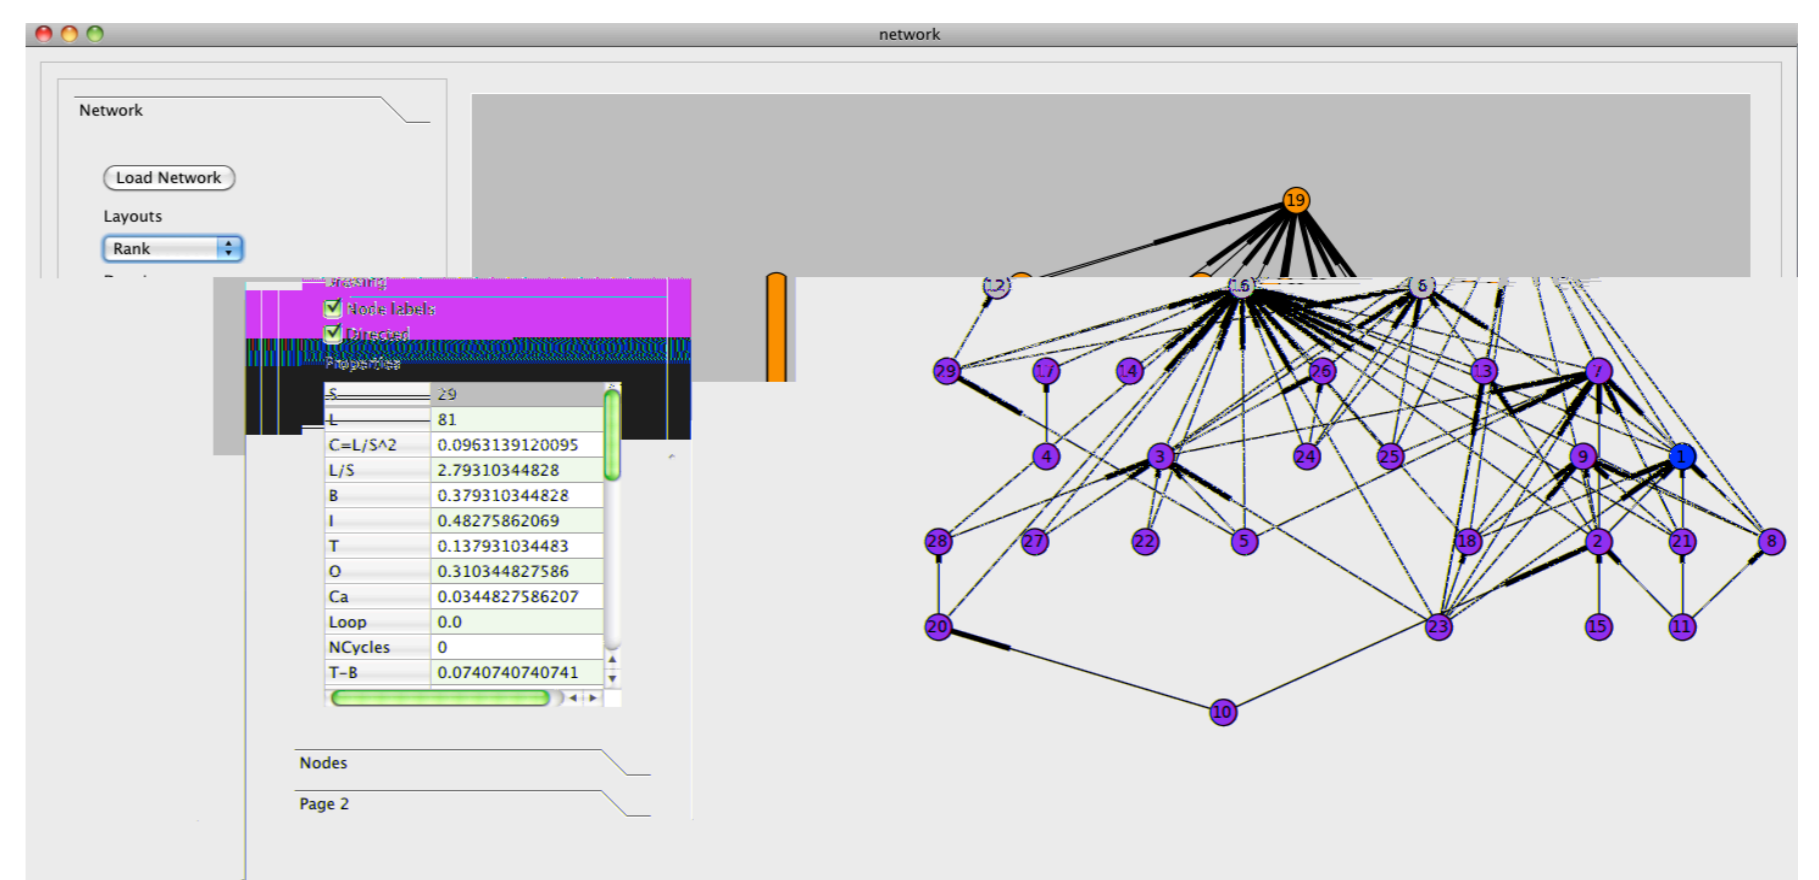 network
Network
Load Network
Layouts
Rank
Drawing
Node labels
Directed
Properties
S 29
L 81
C=L/S^2 0.0963139120095
L/S 2.79310344828
B 0.379310344828
I 0.48275862069
T 0.137931034483
O 0.310344827586
Ca 0.0344827586207
Loop 0.0
NCycles 0
T-B 0.0740740740741
Nodes
Page 2
19
12 16 6
29 17 14 26 13 7
4 3 24 25 9 1
28 27 22 5 18 2 21 8
20 23 15 11
10